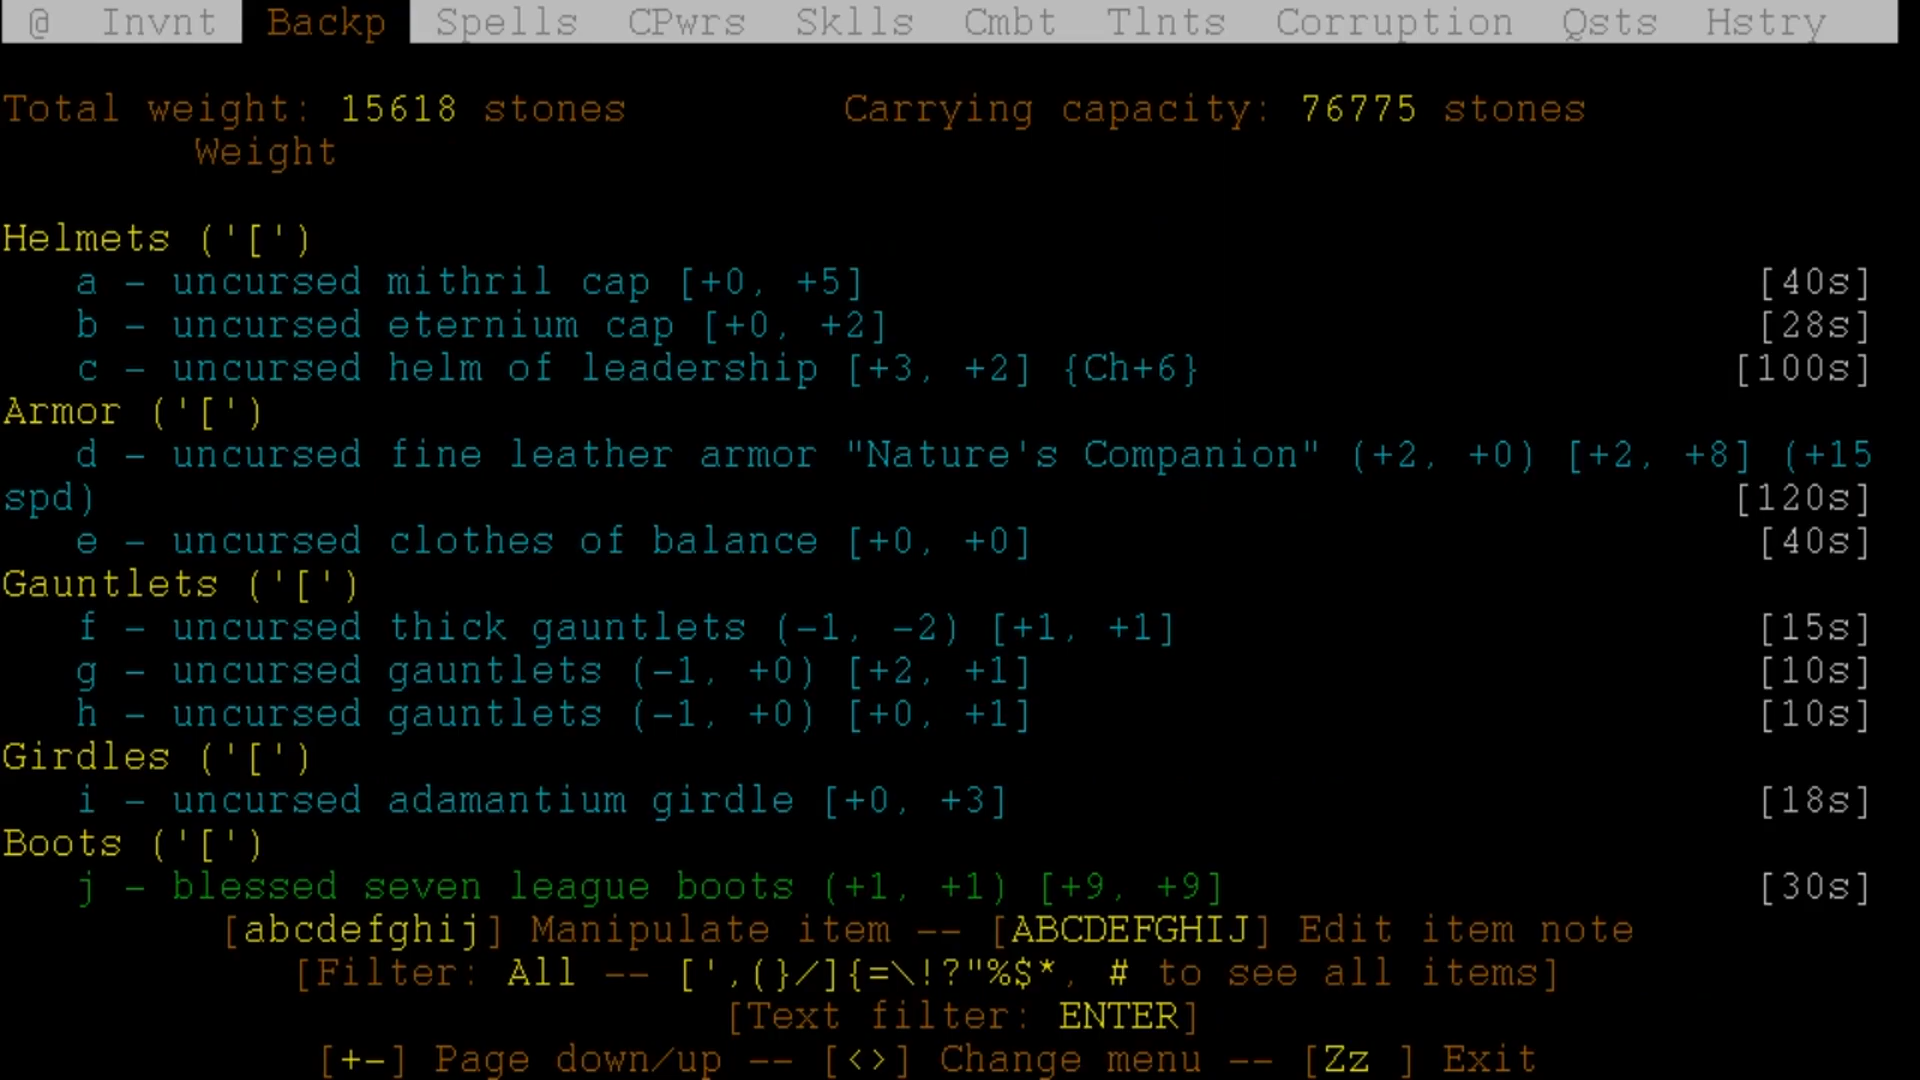 @ Invnt Backp Spells CPwrs Sklls Cmbt Tlnts Corruption Qsts Hstry
Total weight: 15618 stones Carrying capacity: 76775 stones
Weight
Helmets ('[')
a - uncursed mithril cap [+0, +5] [40s]
b - uncursed eternium cap [+0, +2] [28s]
c - uncursed helm of leadership [+3, +2] {Ch+6} [100s]
Armor ('[')
d - uncursed fine leather armor "Nature's Companion" (+2, +0) [+2, +8] (+15
spd) [120s]
e - uncursed clothes of balance [+0, +0] [40s]
Gauntlets ('[')
f - uncursed thick gauntlets (-1, -2) [+1, +1] [15s]
g - uncursed gauntlets (-1, +0) [+2, +1] [10s]
h - uncursed gauntlets (-1, +0) [+0, +1] [10s]
Girdles ('[')
i - uncursed adamantium girdle [+0, +3] [18s]
Boots ('[')
j - blessed seven league boots (+1, +1) [+9, +9] [30s]
[abcdefghij] Manipulate item -- [ABCDEFGHIJ] Edit item note
[Filter: All -- [',(}/]{=\!?"%$*, # to see all items]
[Text filter: ENTER]
[+-] Page down/up -- [<>] Change menu -- [Zz ] Exit